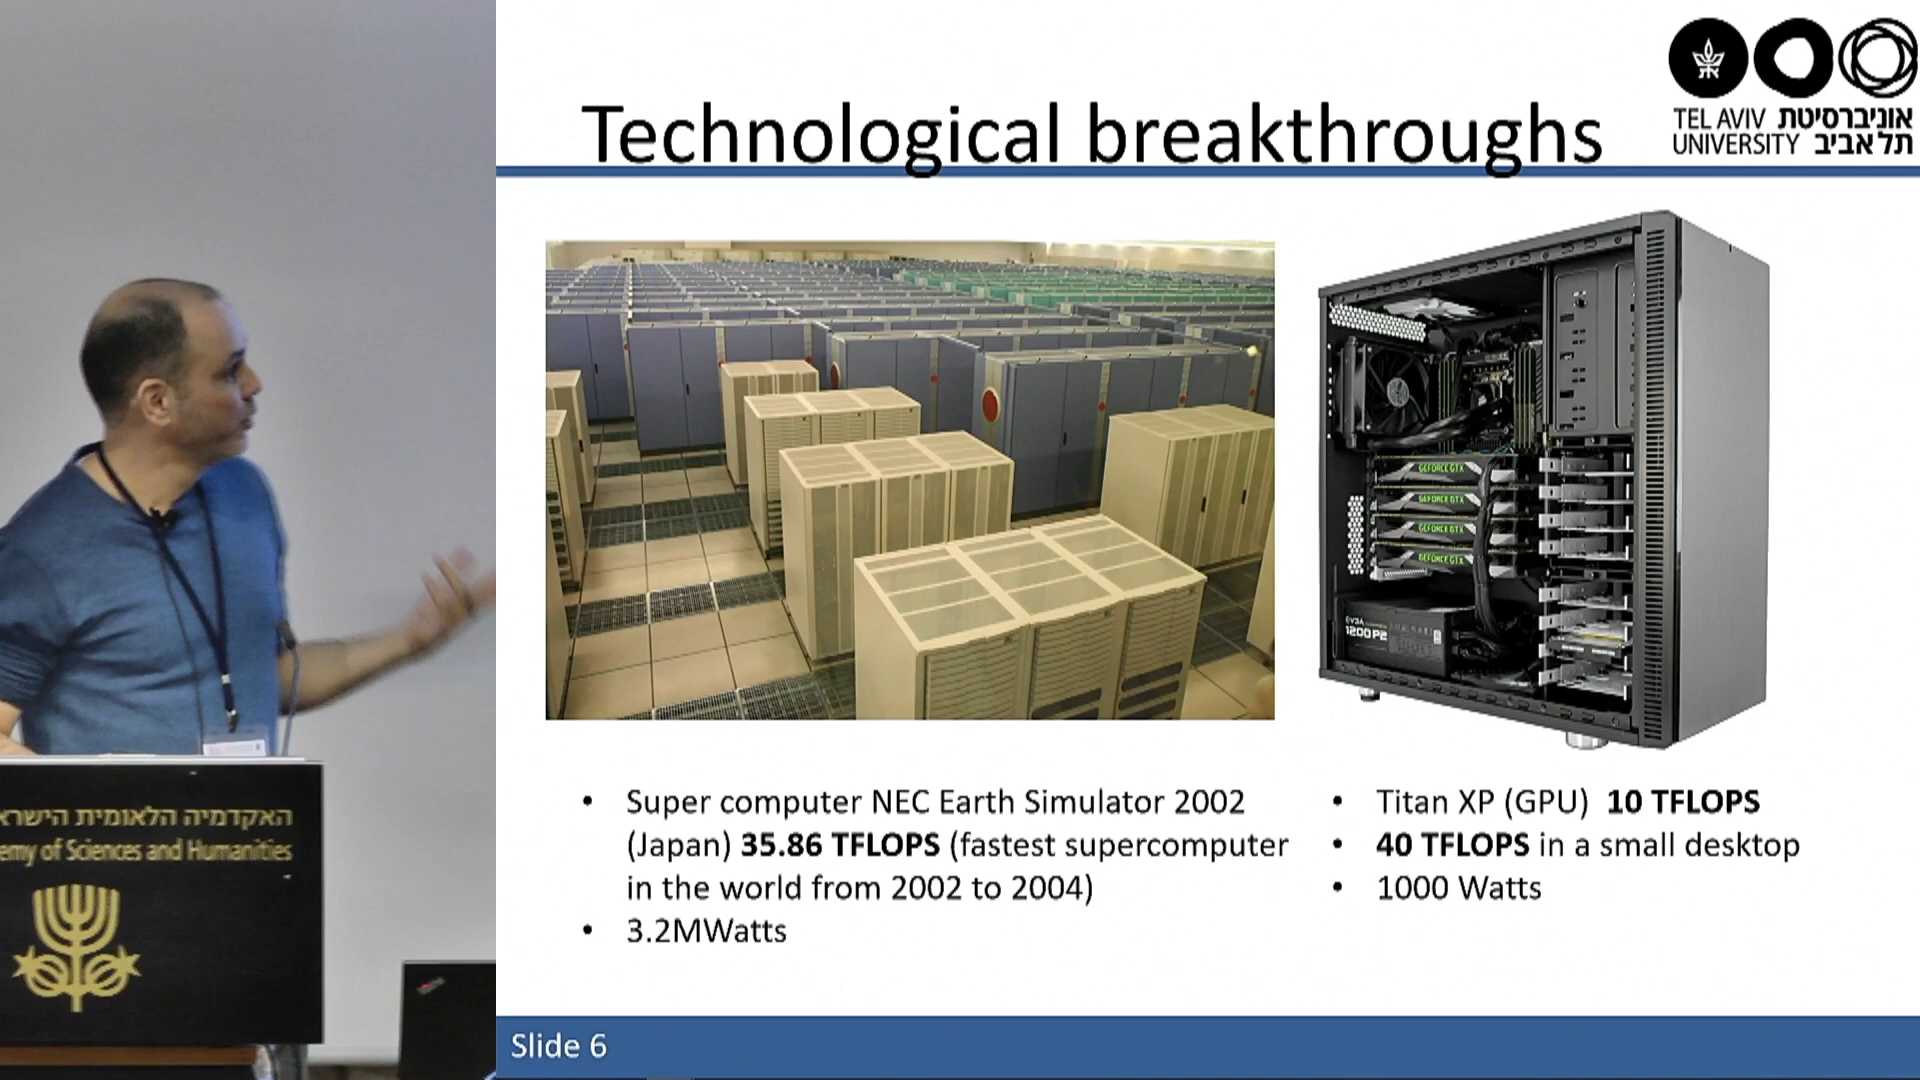 Technological breakthroughs
TEL AVIV אוניברסיטת
UNIVERSITY תל אביב
GEFORCE GTX
GEFORCE GTX
GEFORCE GTX
GEFORCE GTX
EVGA
1200 P2
• Super computer NEC Earth Simulator 2002
(Japan) 35.86 TFLOPS (fastest supercomputer
in the world from 2002 to 2004)
• 3.2MWatts
• Titan XP (GPU) 10 TFLOPS
• 40 TFLOPS in a small desktop
• 1000 Watts
האקדמיה הלאומית הישרא
emy of Sciences and Humanities
Slide 6